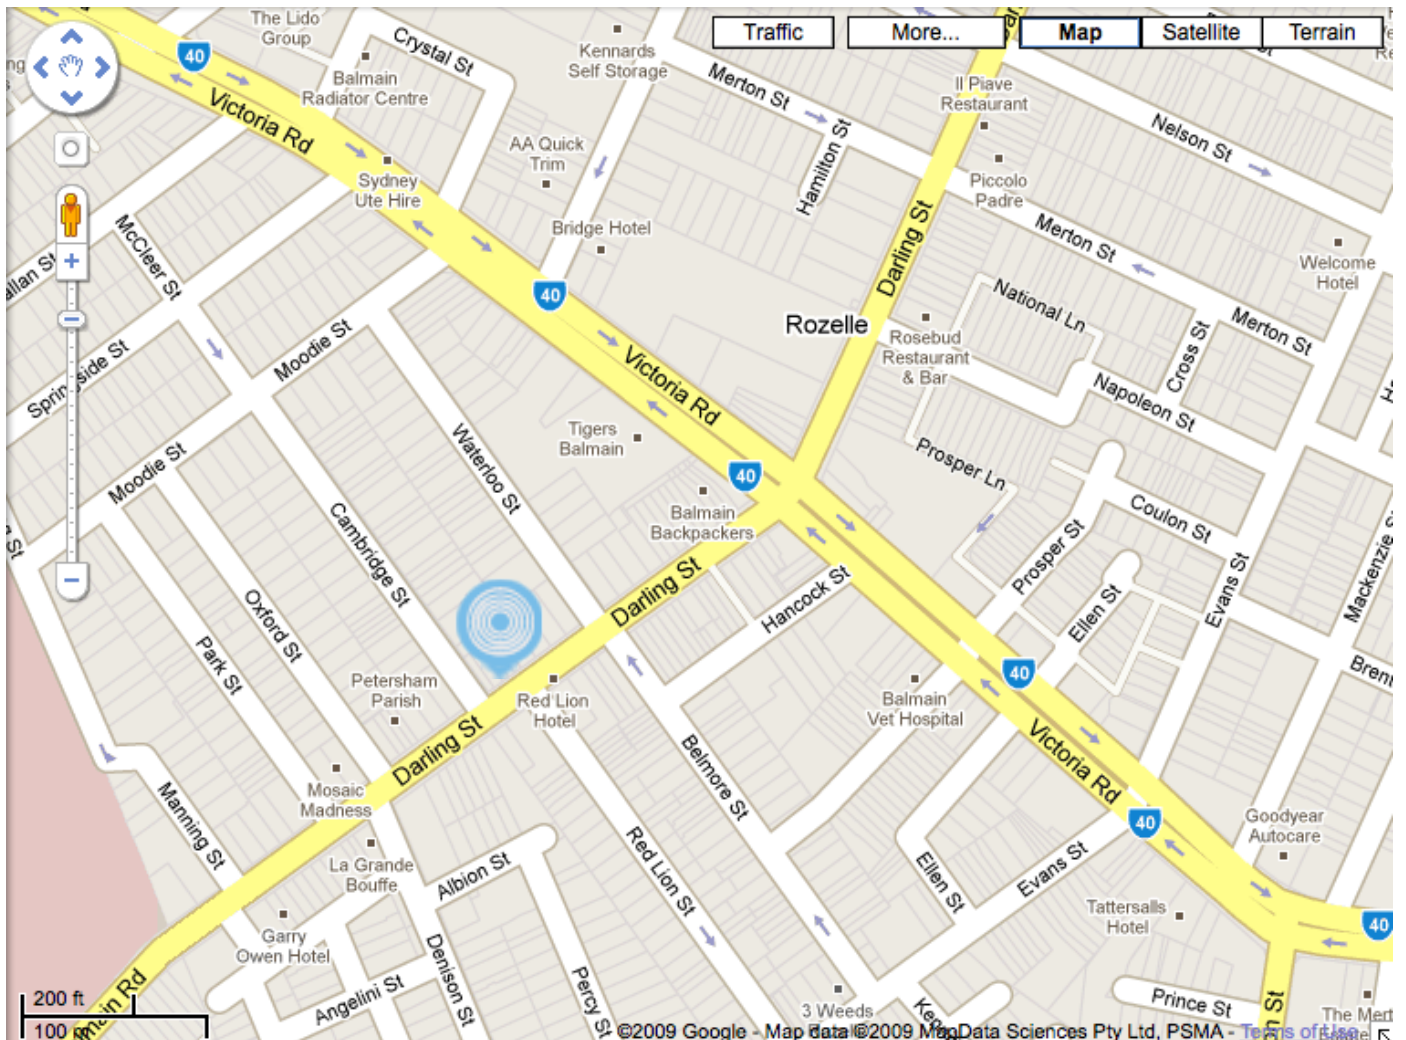 The Lido
Group
Traffic
More...
Map
Satellite
Terrain
40
Crystal St
Kennards
Self Storage
Balmain
Radiator Centre
Merton St
Il Piave
Restaurant
Victoria Rd
Nelson St
AA Quick
Trim
Hamilton St
Sydney
Ute Hire
Piccolo
Padre
Bridge Hotel
Darling St
Merton St
McCleer St
Welcome
Hotel
40
National Ln
Rozelle
Rosebud
Restaurant
& Bar
Merton St
Cross St
Moodie St
Springside St
Victoria Rd
Napoleon St
Tigers
Balmain
Waterloo St
Prosper Ln
Moodie St
40
Balmain
Backpackers
Coulon St
Cambridge St
Prosper St
Mackenzie S
Darling St
Hancock St
Evans St
Ellen St
Oxford St
Park St
Petersham
Parish
Red Lion
Hotel
40
Balmain
Vet Hospital
Darling St
Belmore St
Victoria Rd
Mosaic
Madness
Manning St
40
Goodyear
Autocare
La Grande
Bouffe
Albion St
Red Lion St
Ellen St
Evans St
Tattersalls
Hotel
40
Garry
Owen Hotel
Denison St
Percy St
Angelini St
Prince St
3 Weeds
The Mert
200 ft
100
©2009 Google - Map data ©2009 MapData Sciences Pty Ltd, PSMA - Terms of Use